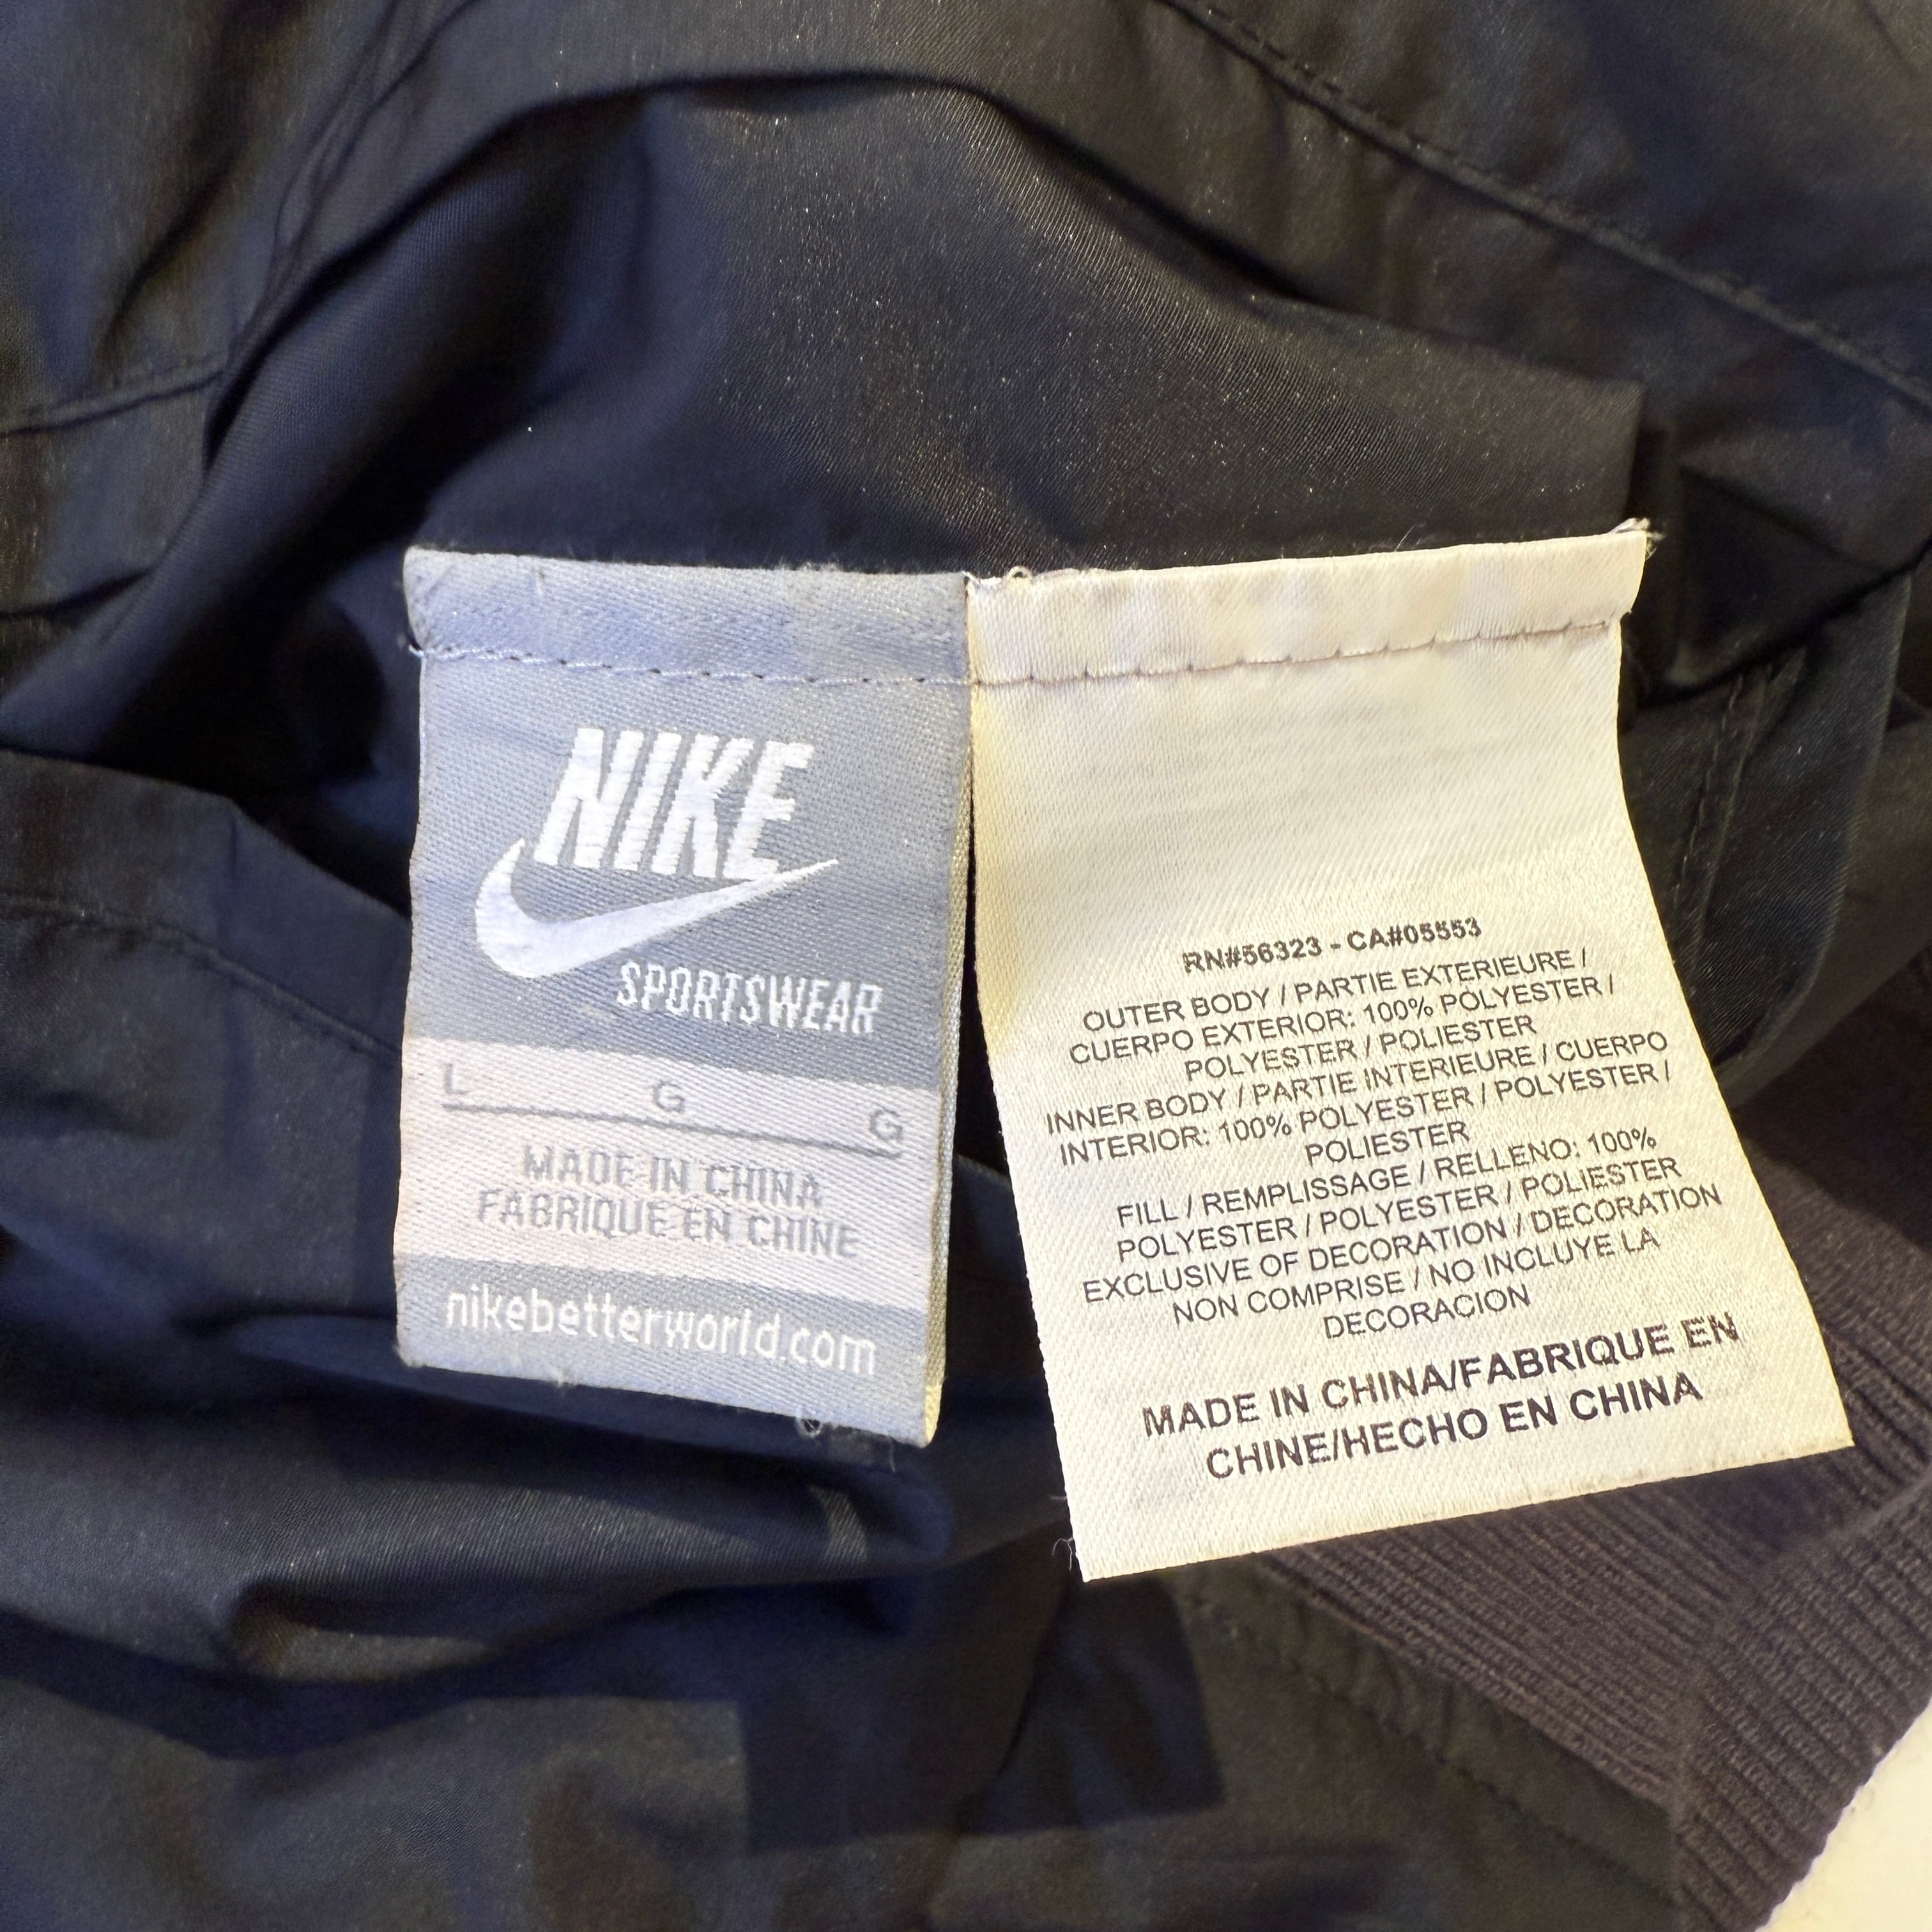 NIKE
SPORTSWEAR
L G G
MADE IN CHINA
FABRIQUE EN CHINE
nikebetterworld.com
RN#56323 - CA#05553
OUTER BODY / PARTIE EXTERIEURE /
CUERPO EXTERIOR: 100% POLYESTER /
POLYESTER / POLIESTER
INNER BODY / PARTIE INTERIEURE / CUERPO
INTERIOR: 100% POLYESTER / POLYESTER /
POLIESTER
FILL / REMPLISSAGE / RELLENO: 100%
POLYESTER / POLYESTER / POLIESTER
EXCLUSIVE OF DECORATION / DECORATION
NON COMPRISE / NO INCLUYE LA
DECORACION
MADE IN CHINA/FABRIQUE EN
CHINE/HECHO EN CHINA